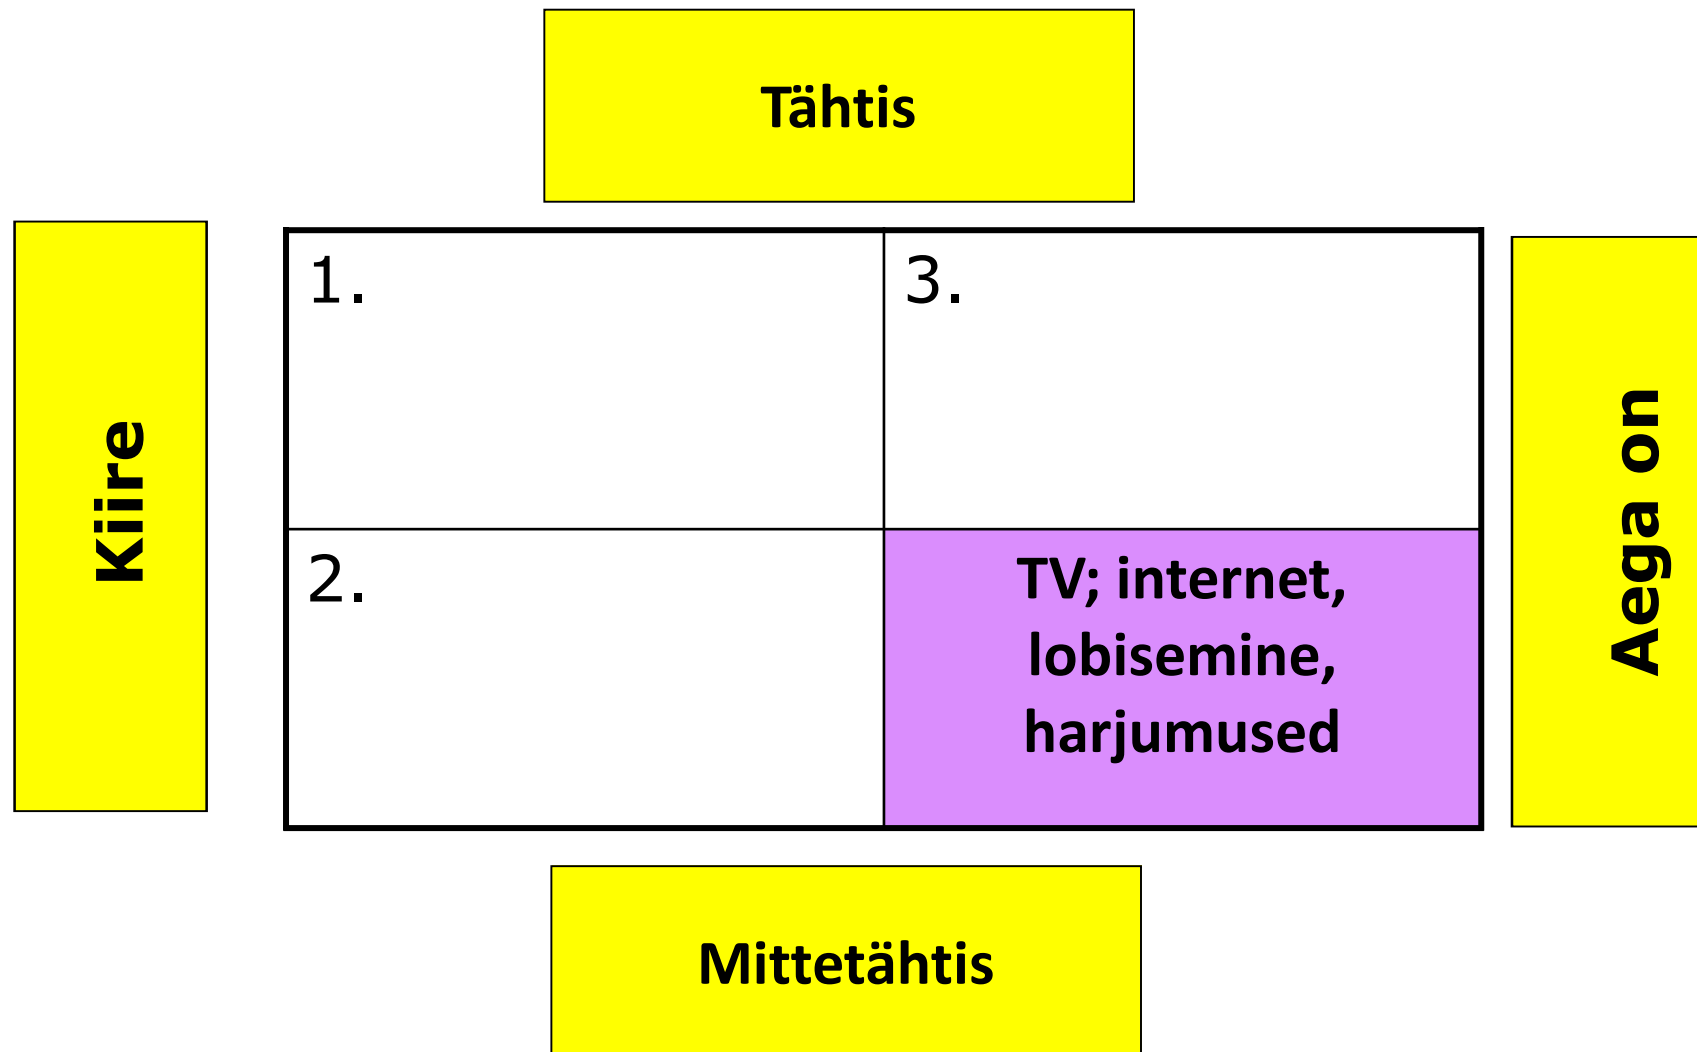 Tähtis
Kiire
1.
3.
2.
TV; internet,
lobisemine,
harjumused
Aega on
Mittetähtis